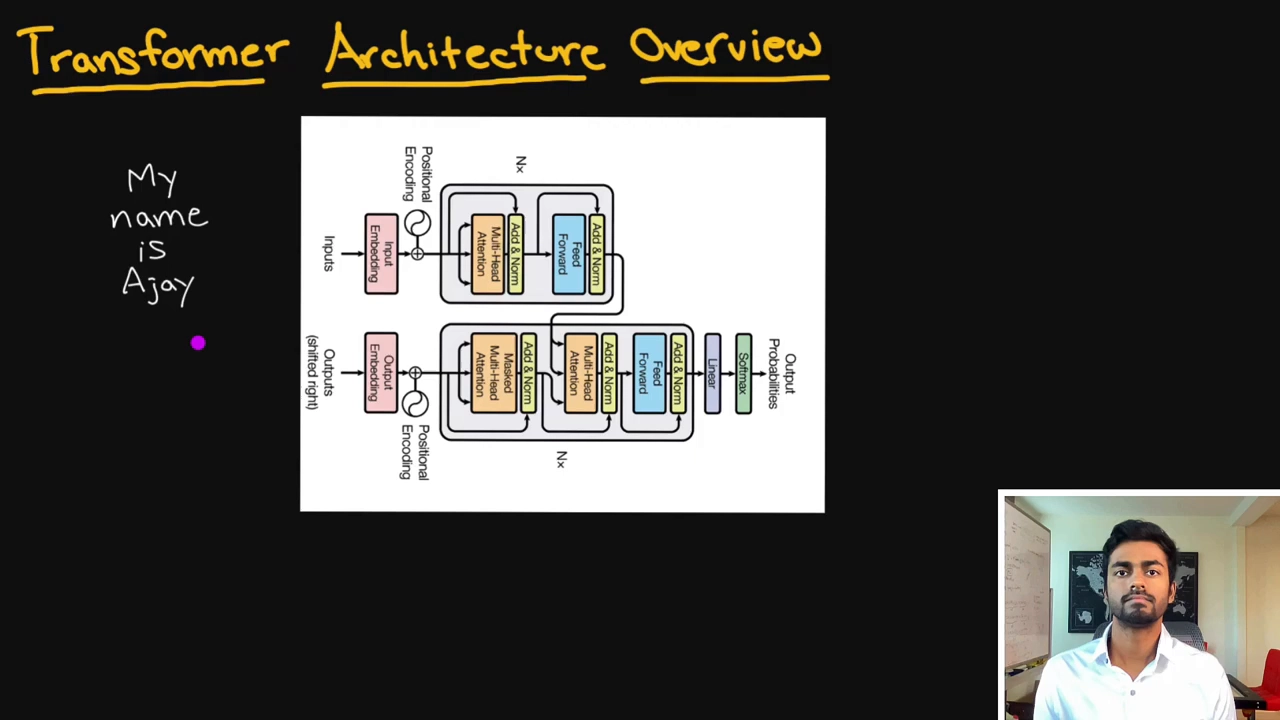 Transformer Architecture Overview
My
name
is
Ajay
Positional
Encoding
Nx
Inputs
Input
Embedding
Multi-Head
Attention
Add & Norm
Feed
Forward
Add & Norm
Outputs
(shifted right)
Output
Embedding
Positional
Encoding
Masked
Multi-Head
Attention
Add & Norm
Multi-Head
Attention
Add & Norm
Feed
Forward
Add & Norm
Nx
Linear
Softmax
Output
Probabilities